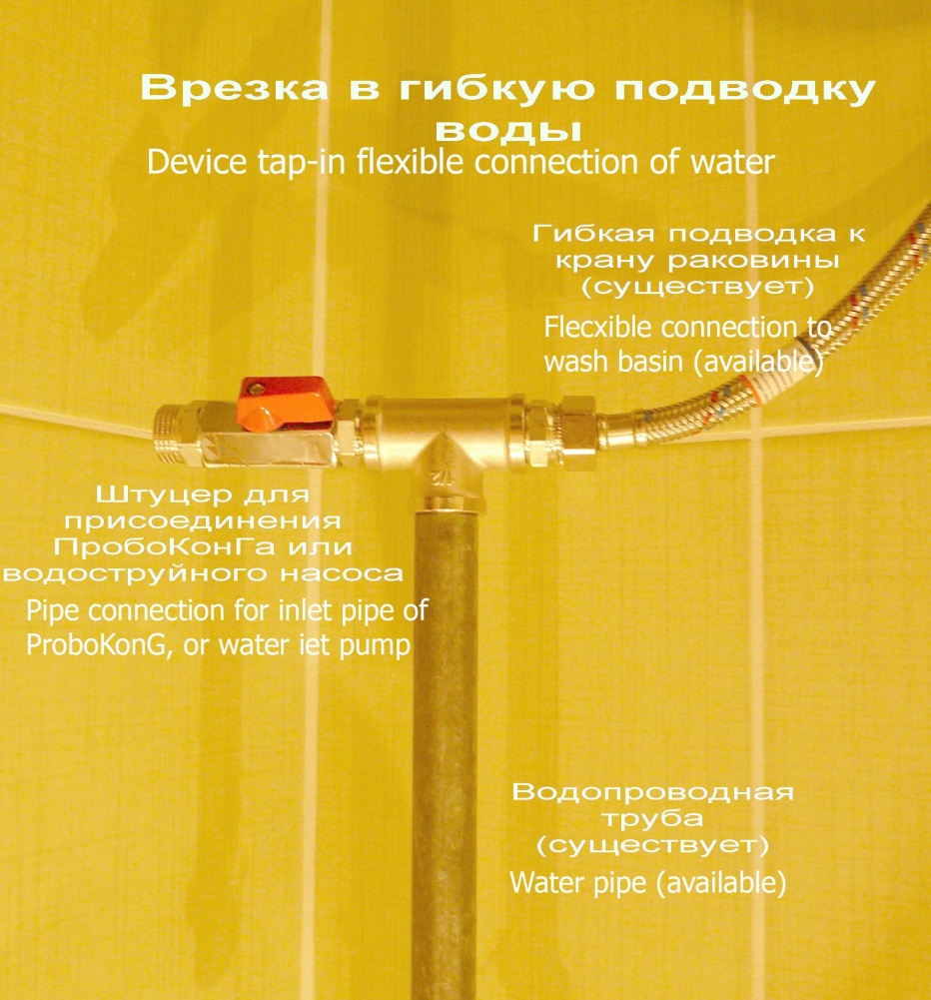 Врезка в гибкую подводку
воды
Device tap-in flexible connection of water
Гибкая подводка к
крану раковины
(существует)
Flecxible connection to
wash basin (available)
Штуцер для
присоединения
ПробоКонГа или
водоструйного насоса
Pipe connection for inlet pipe of
ProboKonG, or water iet pump
Водопроводная
труба
(существует)
Water pipe (available)